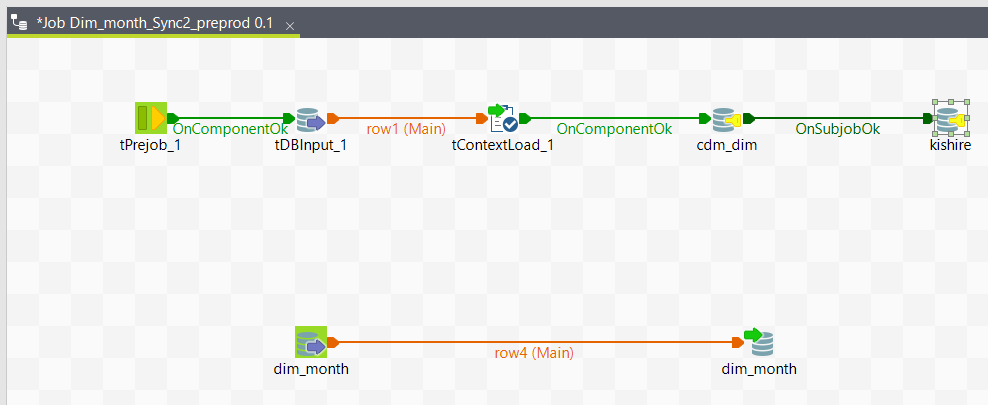 *Job Dim_month_Sync2_preprod 0.1
OnComponentOk
row1 (Main)
OnComponentOk
OnSubjobOk
tPrejob_1
tDBInput_1
tContextLoad_1
cdm_dim
kishire
row4 (Main)
dim_month
dim_month